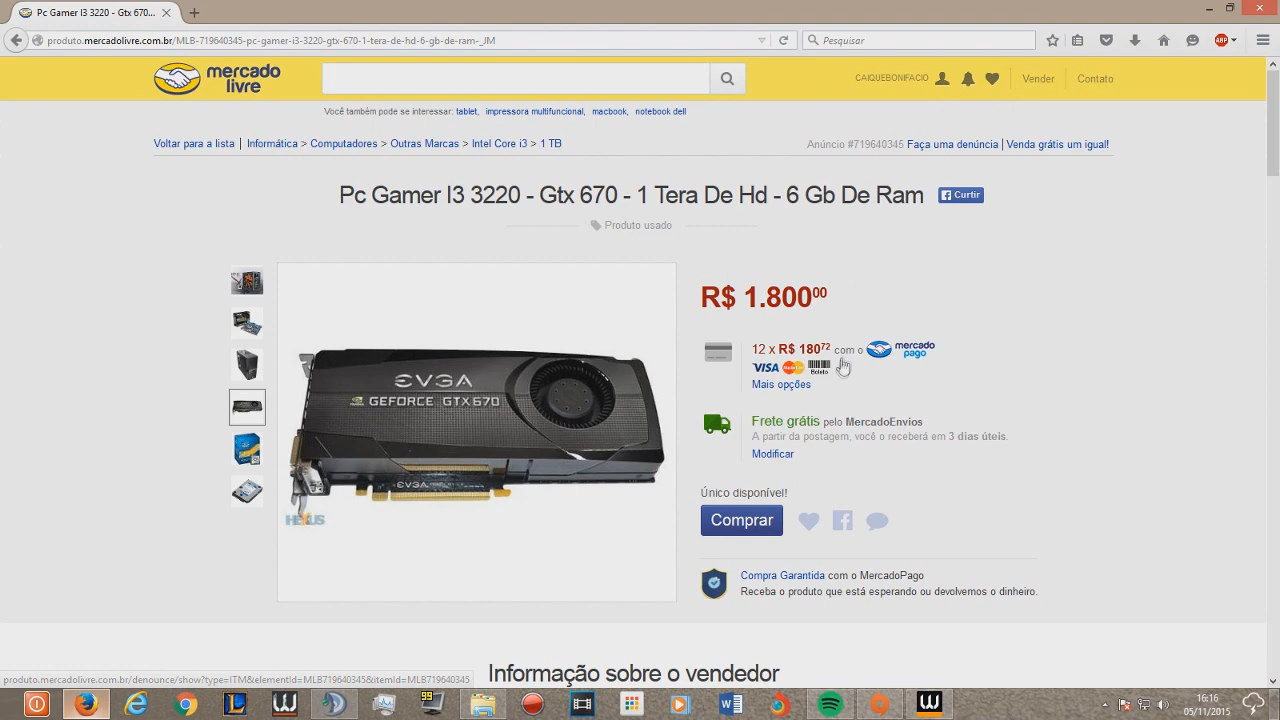 Pc Gamer I3 3220 - Gtx 670...
produto.mercadolivre.com.br/MLB-719640345-pc-gamer-i3-3220-gtx-670-1-tera-de-hd-6-gb-de-ram-_JM
Pesquisar
ABP
mercado
livre
CAIQUEBONIFACIO
Vender
Contato
Você também pode se interessar: tablet, impressora multifuncional, macbook, notebook dell
Voltar para a lista | Informática > Computadores > Outras Marcas > Intel Core i3 > 1 TB
Anúncio #719640345 Faça uma denúncia | Venda grátis um igual!
Pc Gamer I3 3220 - Gtx 670 - 1 Tera De Hd - 6 Gb De Ram
Curtir
Produto usado
EVGA
GEFORCE GTX670
EVGA
HEXUS
R$ 1.80000
12 x R$ 18072 com o mercado pago
VISA MasterCard Boleto
Mais opções
Frete grátis pelo MercadoEnvios
A partir da postagem, você o receberá em 3 dias úteis.
Modificar
Único disponível!
Comprar
Compra Garantida com o MercadoPago
Receba o produto que está esperando ou devolvemos o dinheiro.
Informação sobre o vendedor
produto.mercadolivre.com.br/denounce/show?type=ITM&elementId=MLB719640345&itemId=MLB719640345
99
16:16
05/11/2015